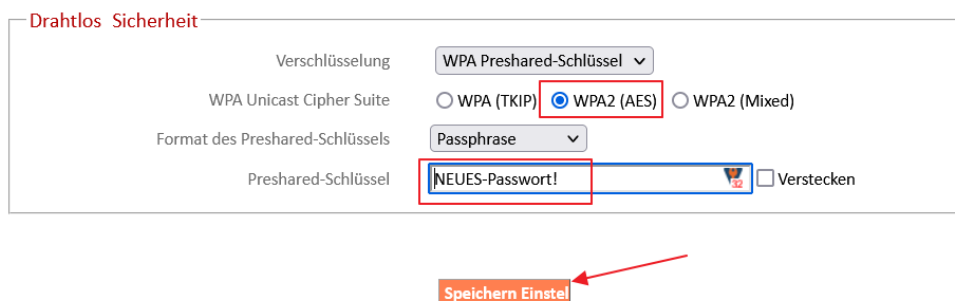 Drahtlos Sicherheit
Verschlüsselung WPA Preshared-Schlüssel
WPA Unicast Cipher Suite WPA (TKIP) WPA2 (AES) WPA2 (Mixed)
Format des Preshared-Schlüssels Passphrase
Preshared-Schlüssel NEUES-Passwort! 32 Verstecken
Speichern Einstel